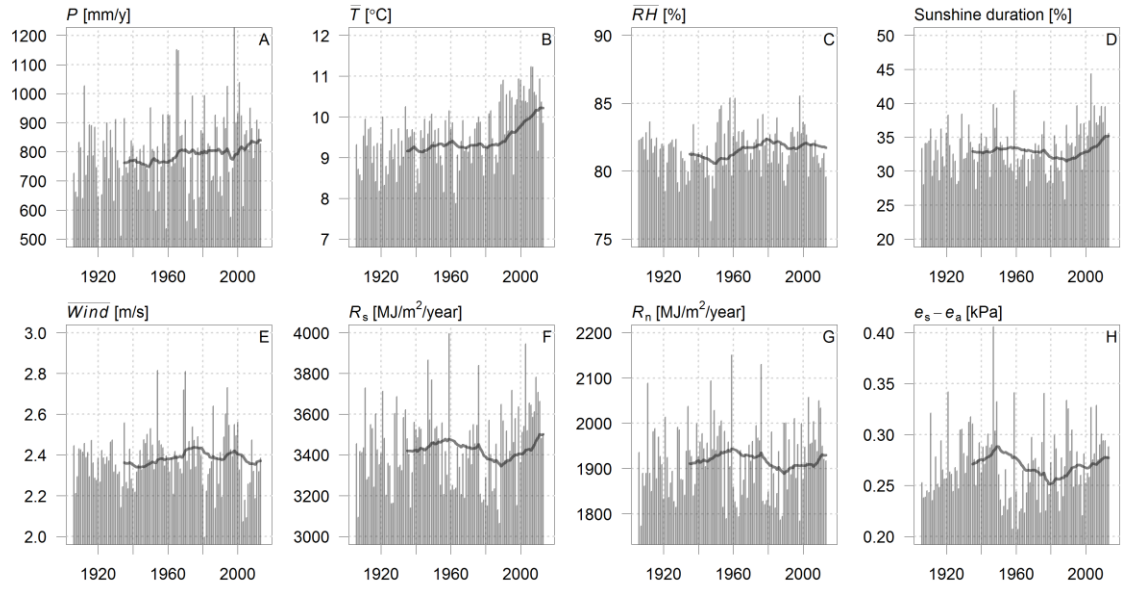 P [mm/y]
A
1200
1100
1000
900
800
700
600
500
1920 1960 2000
T [°C]
B
12
11
10
9
8
7
1920 1960 2000
RH [%]
C
90
85
80
75
1920 1960 2000
Sunshine duration [%]
D
50
45
40
35
30
25
20
1920 1960 2000
Wind [m/s]
E
3.0
2.8
2.6
2.4
2.2
2.0
1920 1960 2000
Rs [MJ/m²/year]
F
4000
3800
3600
3400
3200
3000
1920 1960 2000
Rn [MJ/m²/year]
G
2200
2100
2000
1900
1800
1920 1960 2000
es − ea [kPa]
H
0.40
0.35
0.30
0.25
0.20
1920 1960 2000